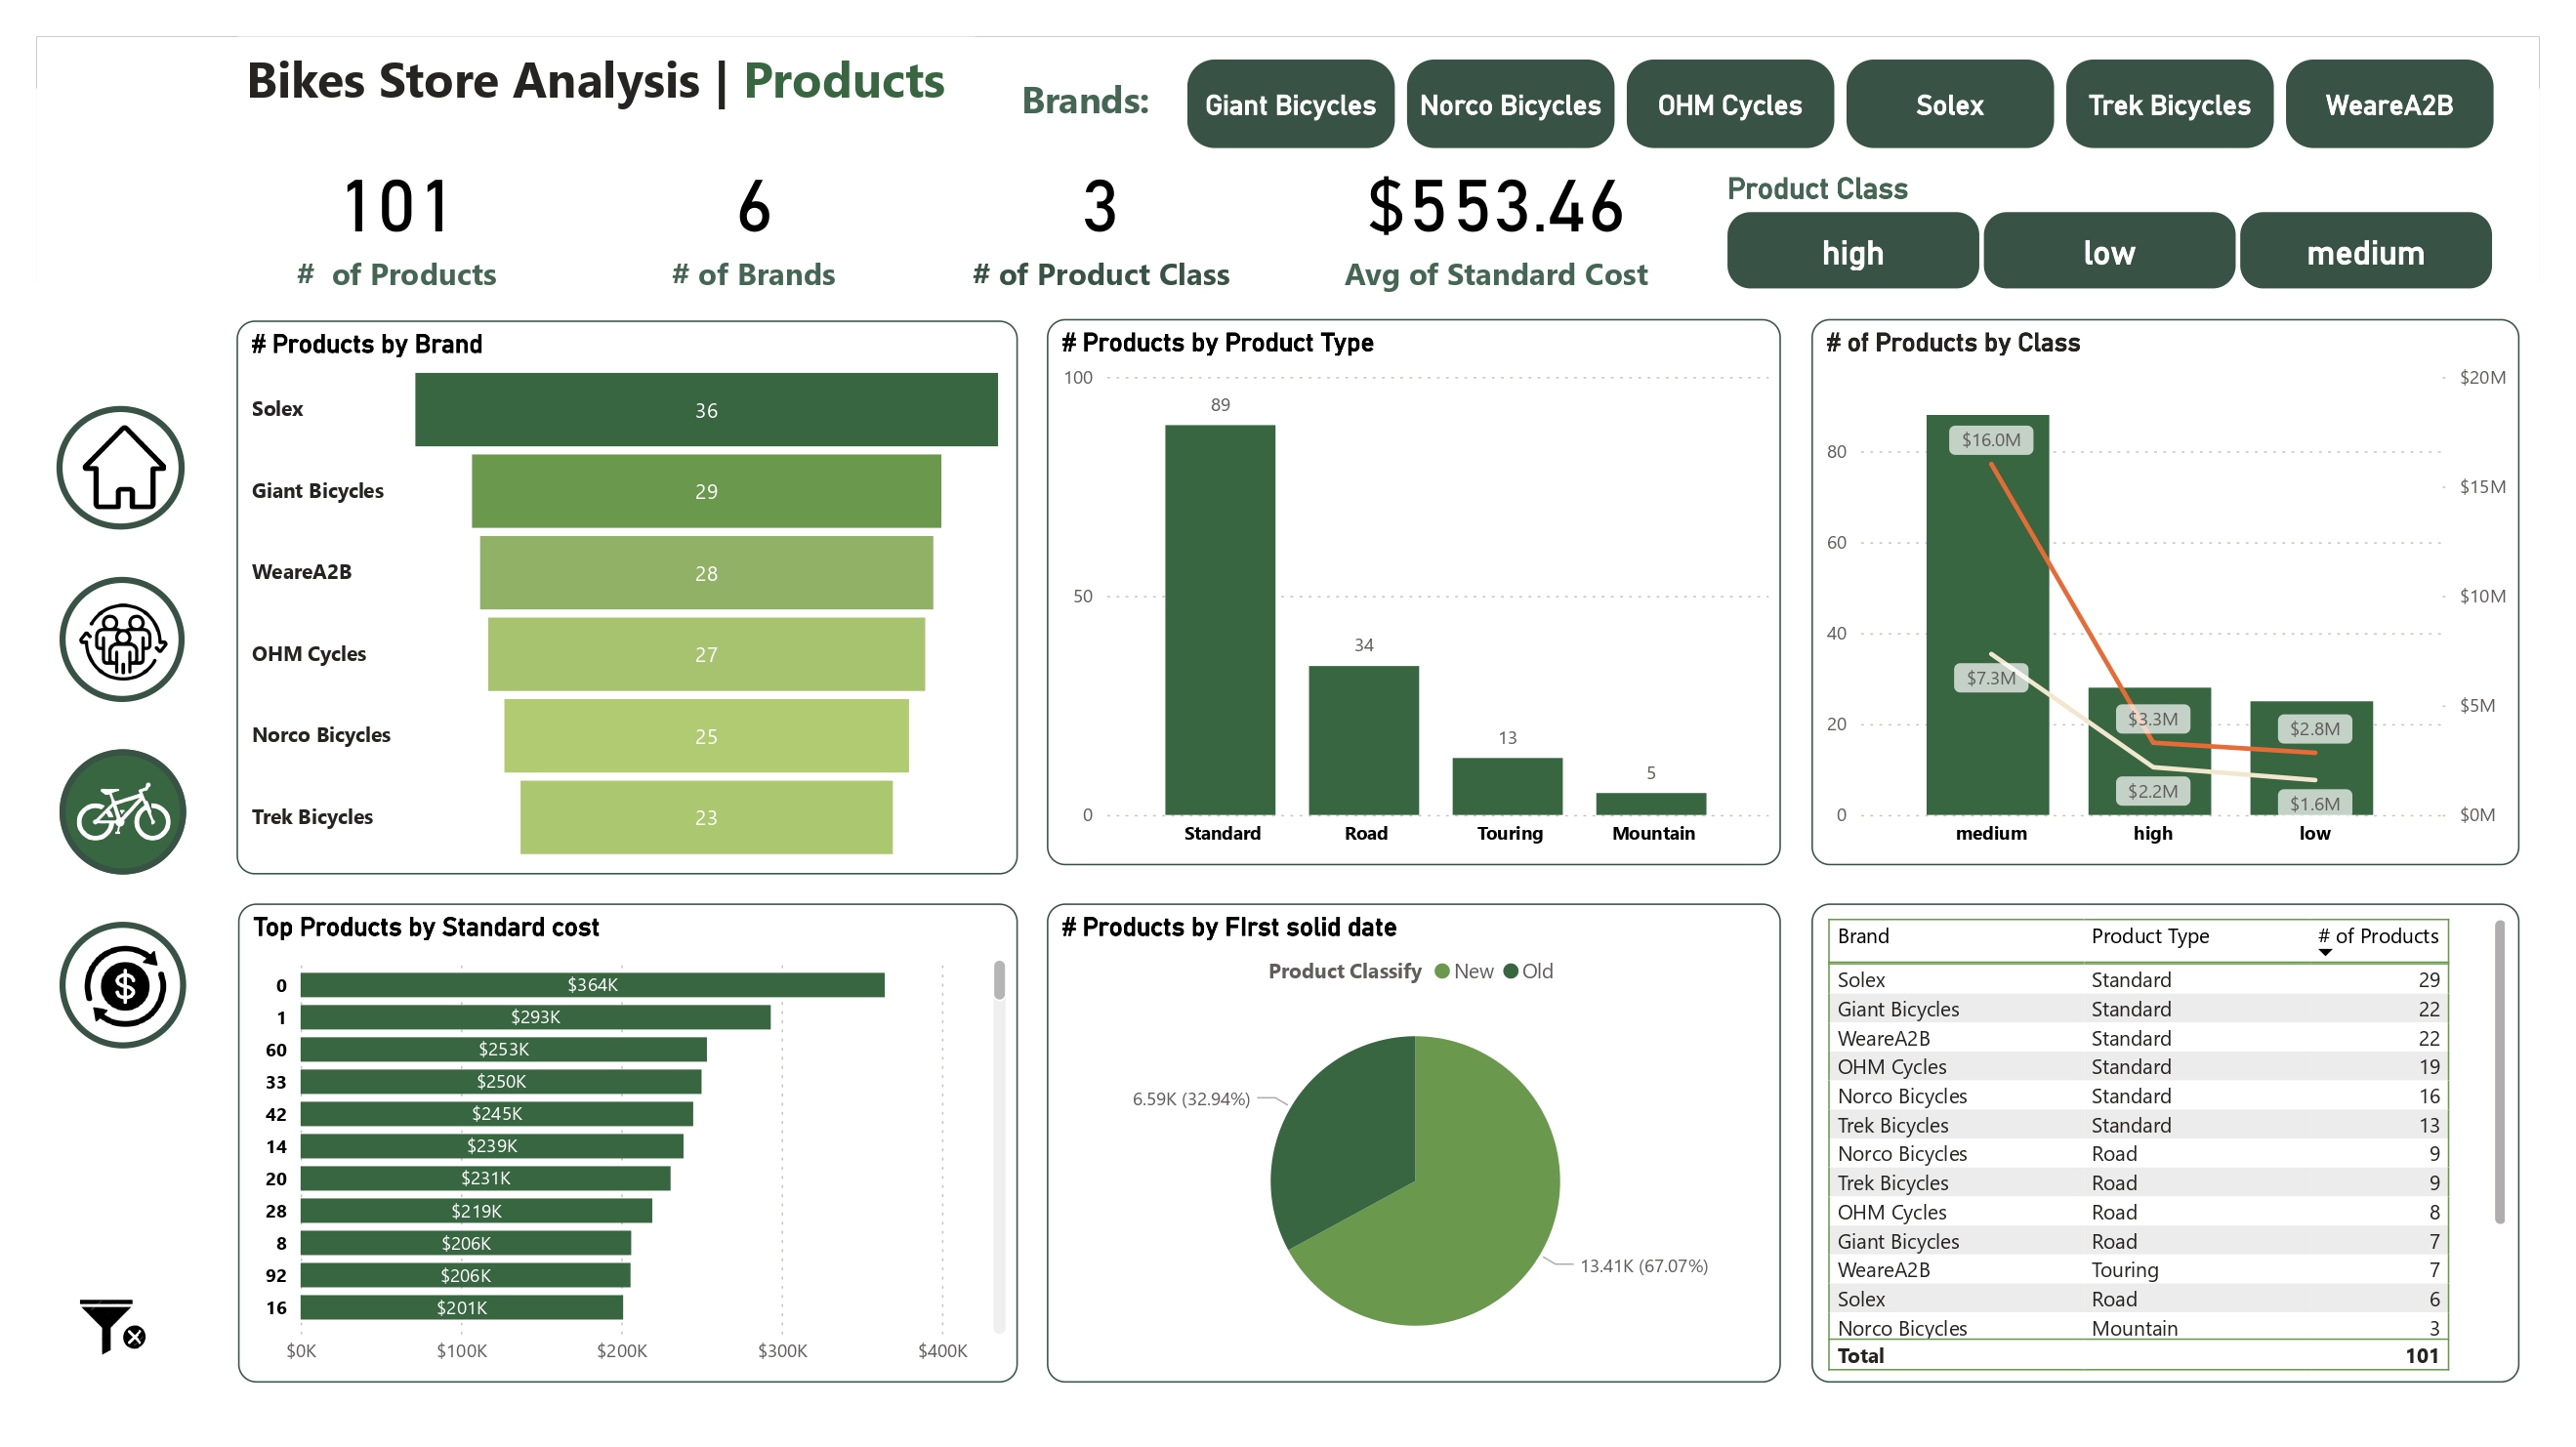 Bikes Store Analysis | Products
Brands:
Giant Bicycles
Norco Bicycles
OHM Cycles
Solex
Trek Bicycles
WeareA2B
101
# of Products
6
# of Brands
3
# of Product Class
$553.46
Avg of Standard Cost
Product Class
high
low
medium
# Products by Brand
Solex 36
Giant Bicycles 29
WeareA2B 28
OHM Cycles 27
Norco Bicycles 25
Trek Bicycles 23
# Products by Product Type
100
50
0
89
34
13
5
Standard Road Touring Mountain
# of Products by Class
80
60
40
20
0
$20M
$15M
$10M
$5M
$0M
$16.0M
$7.3M
$3.3M
$2.2M
$2.8M
$1.6M
medium high low
Top Products by Standard cost
0 $364K
1 $293K
60 $253K
33 $250K
42 $245K
14 $239K
20 $231K
28 $219K
8 $206K
92 $206K
16 $201K
$0K $100K $200K $300K $400K
# Products by FIrst solid date
Product Classify New Old
6.59K (32.94%)
13.41K (67.07%)
Brand Product Type # of Products
Solex Standard 29
Giant Bicycles Standard 22
WeareA2B Standard 22
OHM Cycles Standard 19
Norco Bicycles Standard 16
Trek Bicycles Standard 13
Norco Bicycles Road 9
Trek Bicycles Road 9
OHM Cycles Road 8
Giant Bicycles Road 7
WeareA2B Touring 7
Solex Road 6
Norco Bicycles Mountain 3
Total 101